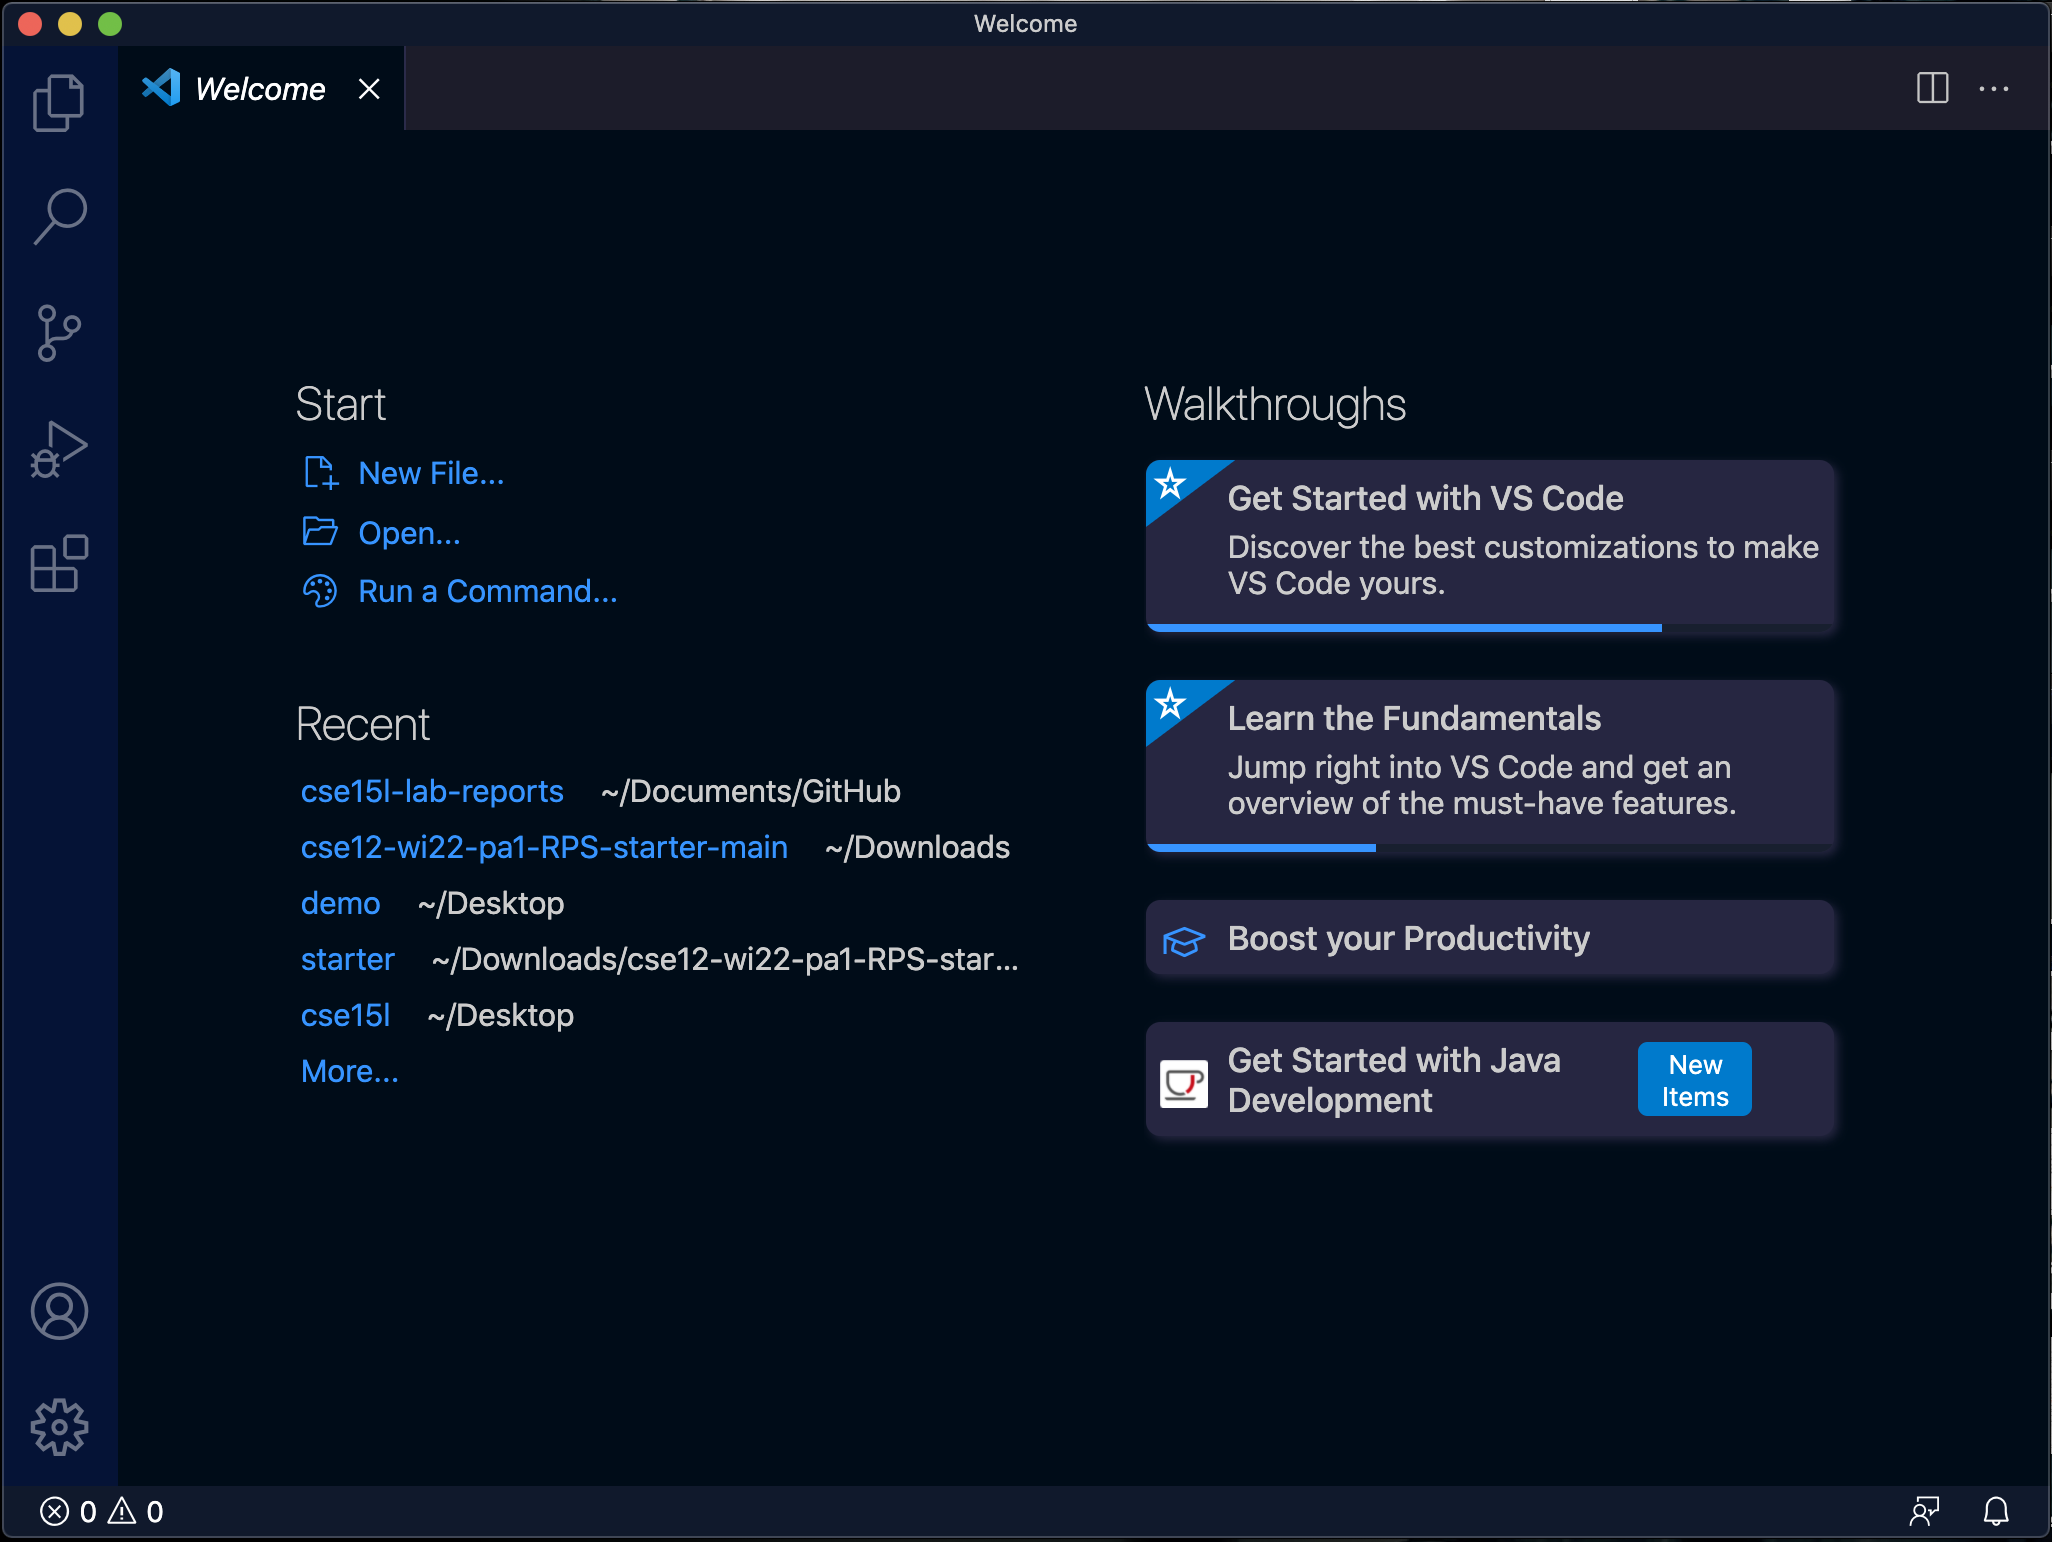 Welcome
Welcome
Start
New File...
Open...
Run a Command...
Recent
cse15l-lab-reports ~/Documents/GitHub
cse12-wi22-pa1-RPS-starter-main ~/Downloads
demo ~/Desktop
starter ~/Downloads/cse12-wi22-pa1-RPS-star...
cse15l ~/Desktop
More...
Walkthroughs
Get Started with VS Code
Discover the best customizations to make
VS Code yours.
Learn the Fundamentals
Jump right into VS Code and get an
overview of the must-have features.
Boost your Productivity
Get Started with Java
Development
New
Items
0 0